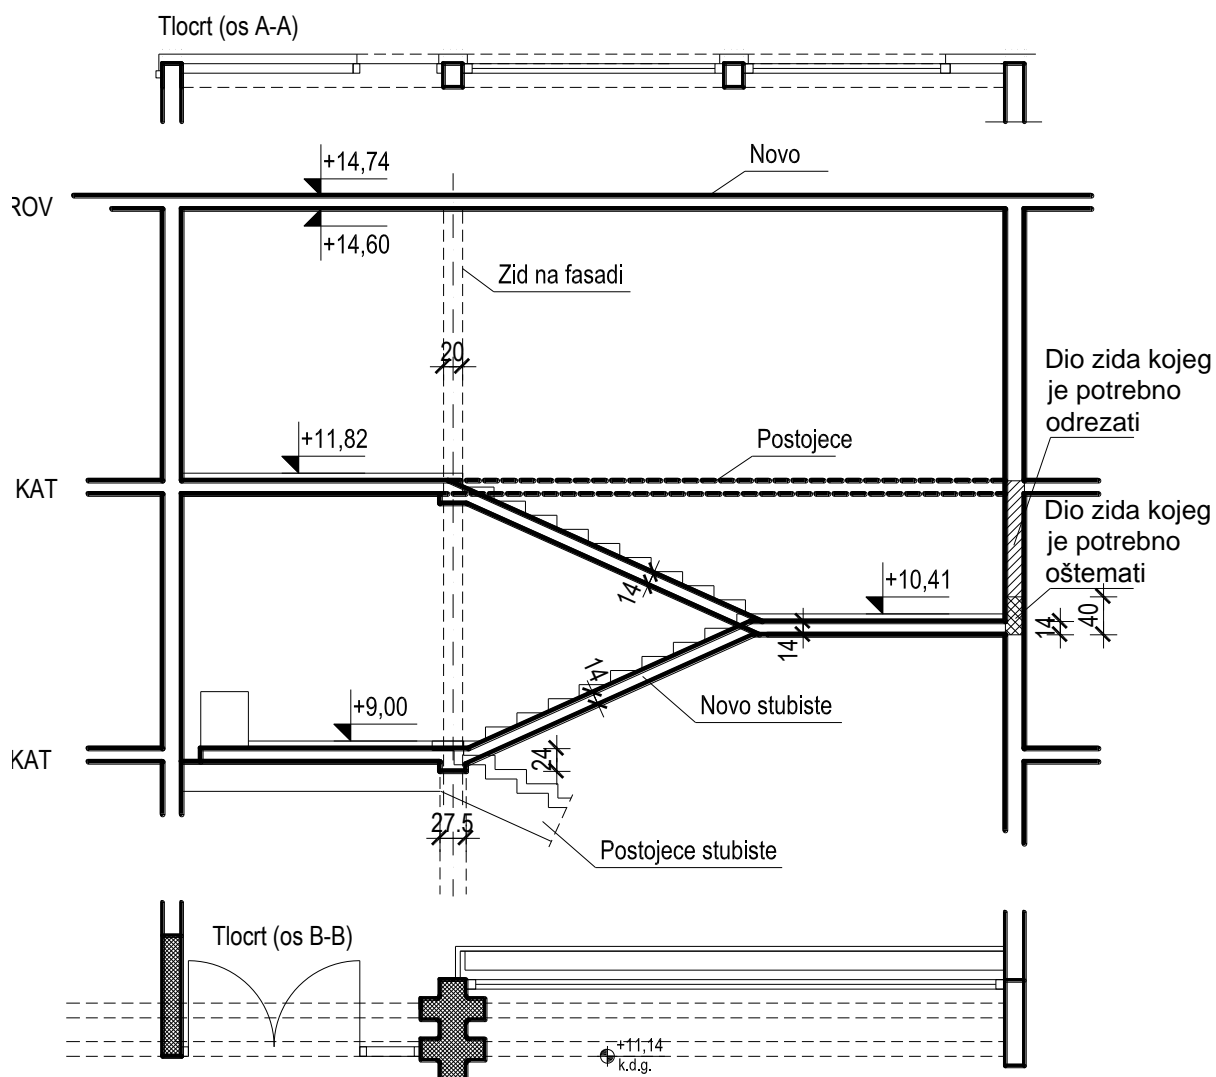 Tlocrt (os A-A)
+14,74
Novo
ROV
+14,60
Zid na fasadi
20
Dio zida kojeg
je potrebno
odrezati
+11,82
Postojece
KAT
Dio zida kojeg
je potrebno
oštemati
14
+10,41
40
14
14
14
+9,00
Novo stubiste
KAT
24
27.5
Postojece stubiste
Tlocrt (os B-B)
+11,14
k.d.g.